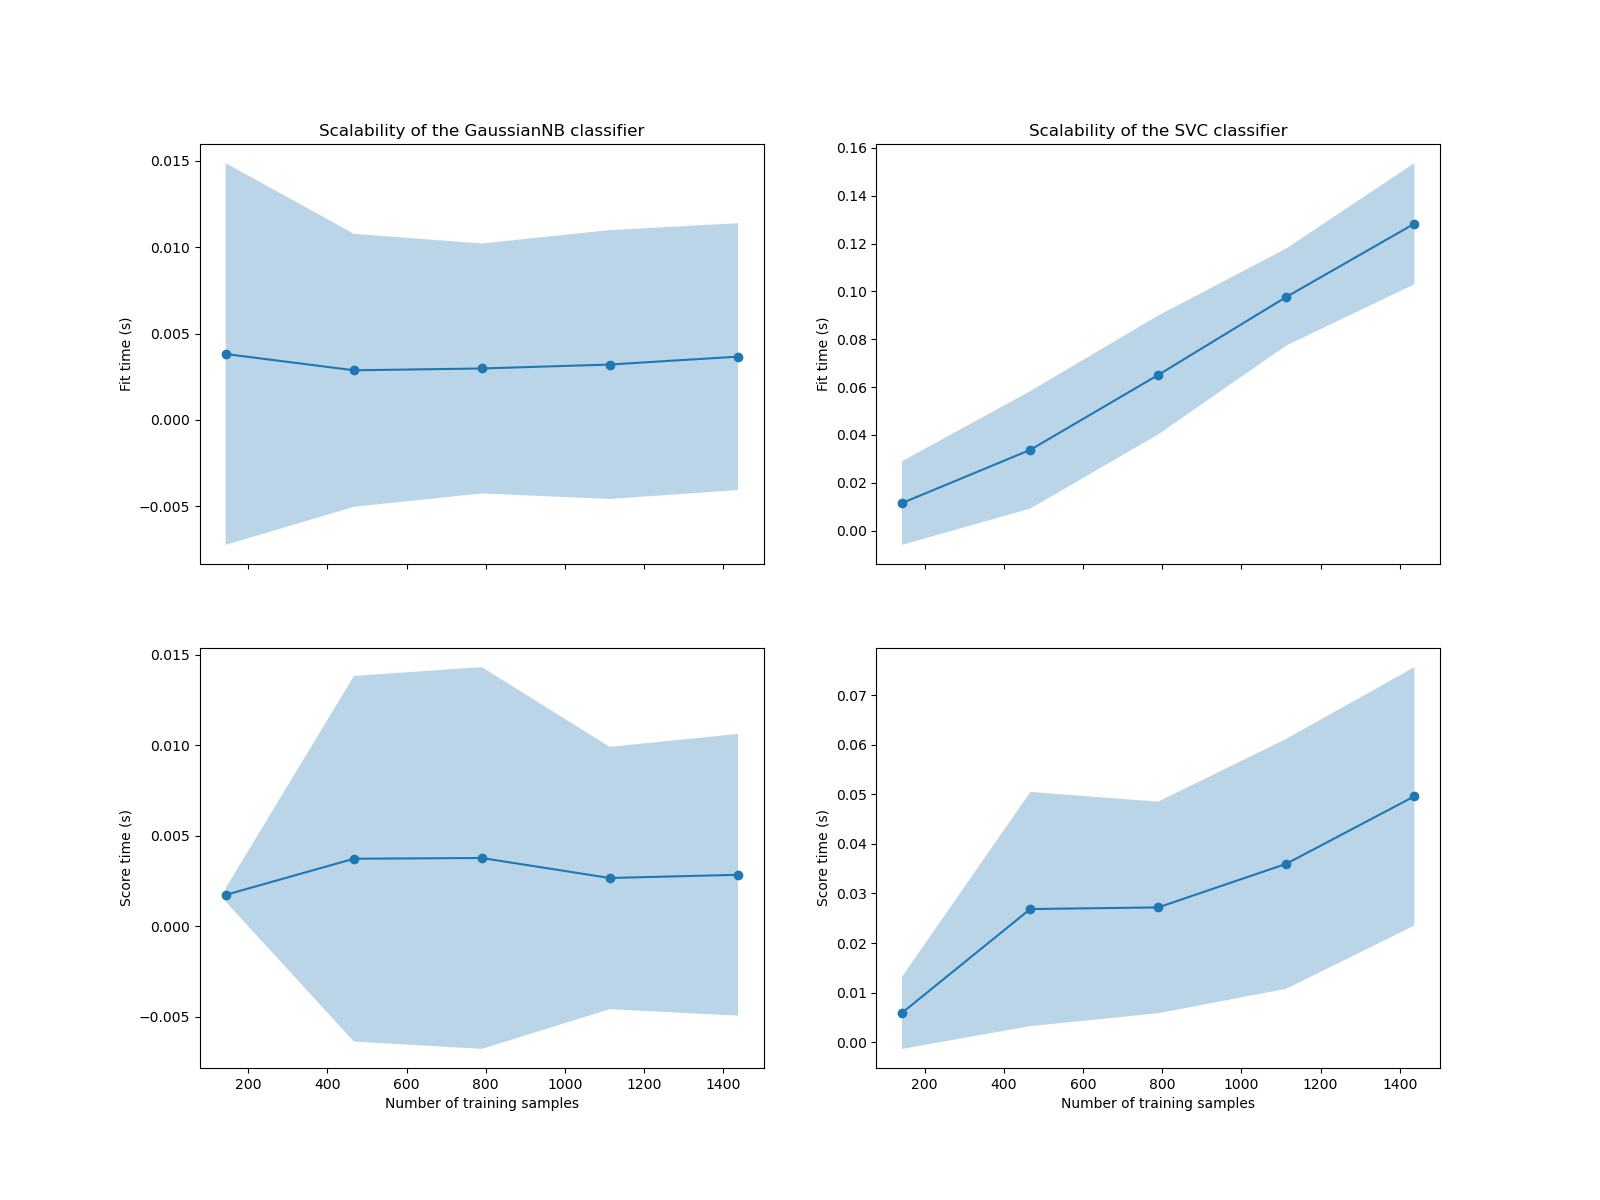 Scalability of the GaussianNB classifier
0.015
0.010
0.005
0.000
−0.005
Fit time (s)
Scalability of the SVC classifier
0.16
0.14
0.12
0.10
0.08
0.06
0.04
0.02
0.00
Fit time (s)
0.015
0.010
0.005
0.000
−0.005
Score time (s)
200 400 600 800 1000 1200 1400
Number of training samples
0.07
0.06
0.05
0.04
0.03
0.02
0.01
0.00
Score time (s)
200 400 600 800 1000 1200 1400
Number of training samples